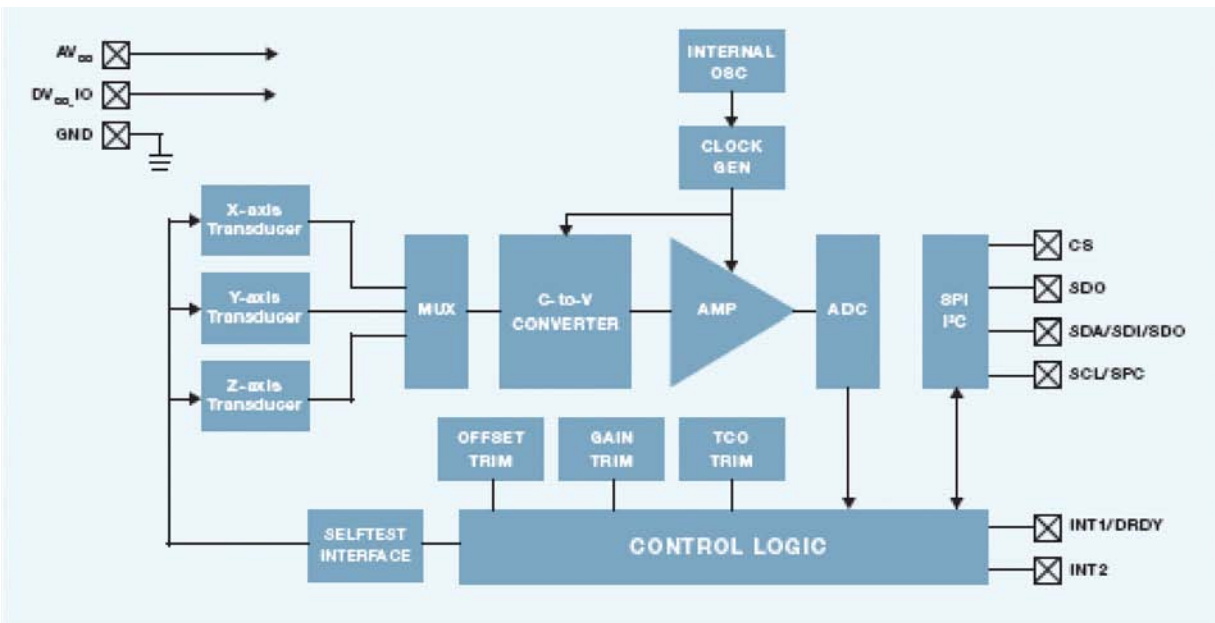 AVDD
DVDD_IO
GND
INTERNAL
OSC
CLOCK
GEN
X-axis
Transducer
Y-axis
Transducer
Z-axis
Transducer
MUX
C-to-V
CONVERTER
AMP
ADC
SPI
I²C
CS
SDO
SDA/SDI/SDO
SCL/SPC
OFFSET
TRIM
GAIN
TRIM
TCO
TRIM
SELFTEST
INTERFACE
CONTROL LOGIC
INT1/DRDY
INT2